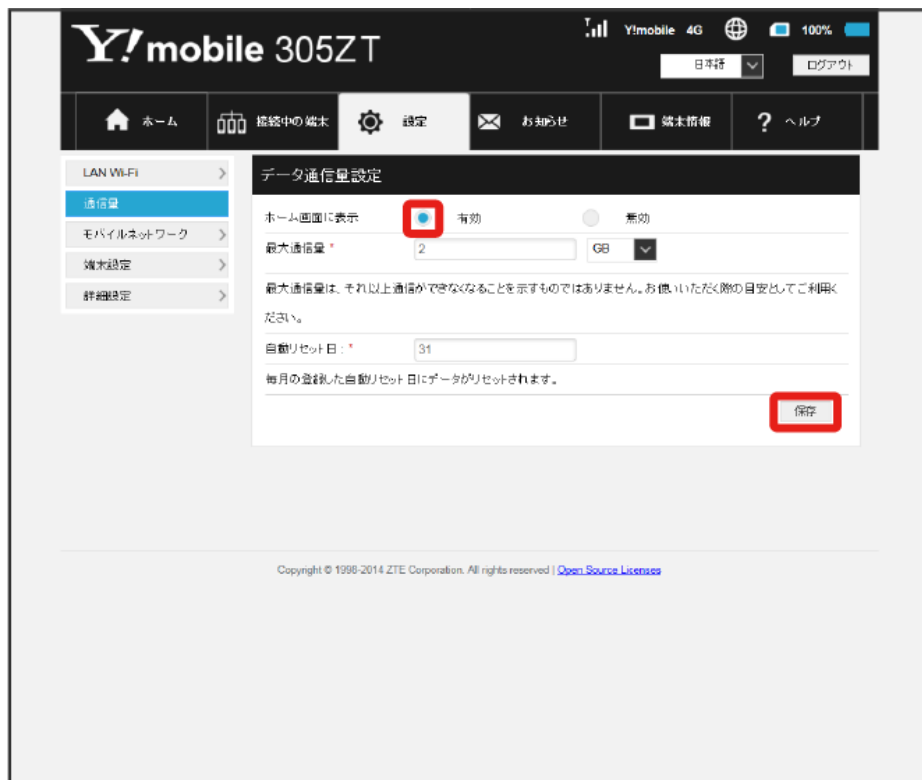 Y! mobile 305ZT
Y!mobile 4G 100%
日本語 ログアウト
ホーム 接続中の端末 設定 お知らせ 端末情報 ? ヘルプ
LAN Wi-Fi
通信量
モバイルネットワーク
端末設定
詳細設定
データ通信量設定
ホーム画面に表示 有効 無効
最大通信量 * 2 GB
最大通信量は、それ以上通信ができなくなることを示すものではありません。お使いいただく際の目安としてご利用く
ださい。
自動リセット日 : * 31
毎月の登録した自動リセット日にデータがリセットされます。
保存
Copyright © 1998-2014 ZTE Corporation. All rights reserved | Open Source Licenses